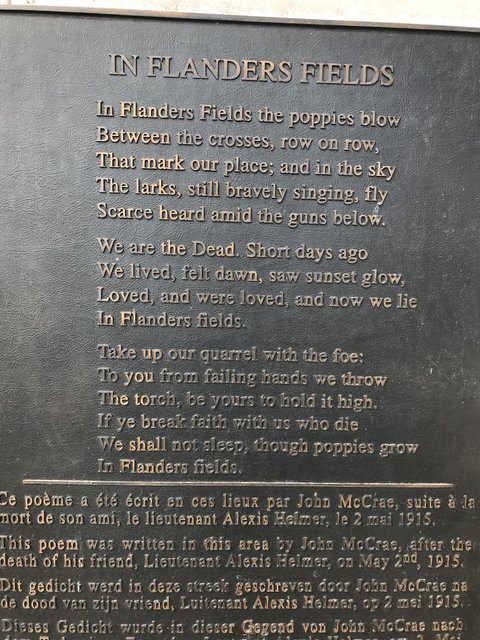 IN FLANDERS FIELDS
In Flanders Fields the poppies blow
Between the crosses, row on row,
That mark our place; and in the sky
The larks, still bravely singing, fly
Scarce heard amid the guns below.
We are the Dead. Short days ago
We lived, felt dawn, saw sunset glow,
Loved, and were loved, and now we lie
In Flanders fields.
Take up our quarrel with the foe:
To you from failing hands we throw
The torch, be yours to hold it high.
If ye break faith with us who die
We shall not sleep, though poppies grow
In Flanders fields.
Ce poème a été écrit en ces lieux par John McCrae, suite à la
mort de son ami, le lieutenant Alexis Helmer, le 2 mai 1915.
This poem was written in this area by John McCrae, after the
death of his friend, Lieutenant Alexis Helmer, on May 2nd, 1915.
Dit gedicht werd in deze streek geschreven door John McCrae na
de dood van zijn vriend, Luitenant Alexis Helmer, op 2 mei 1915.
Dieses Gedicht wurde in dieser Gegend von John McCrae nach